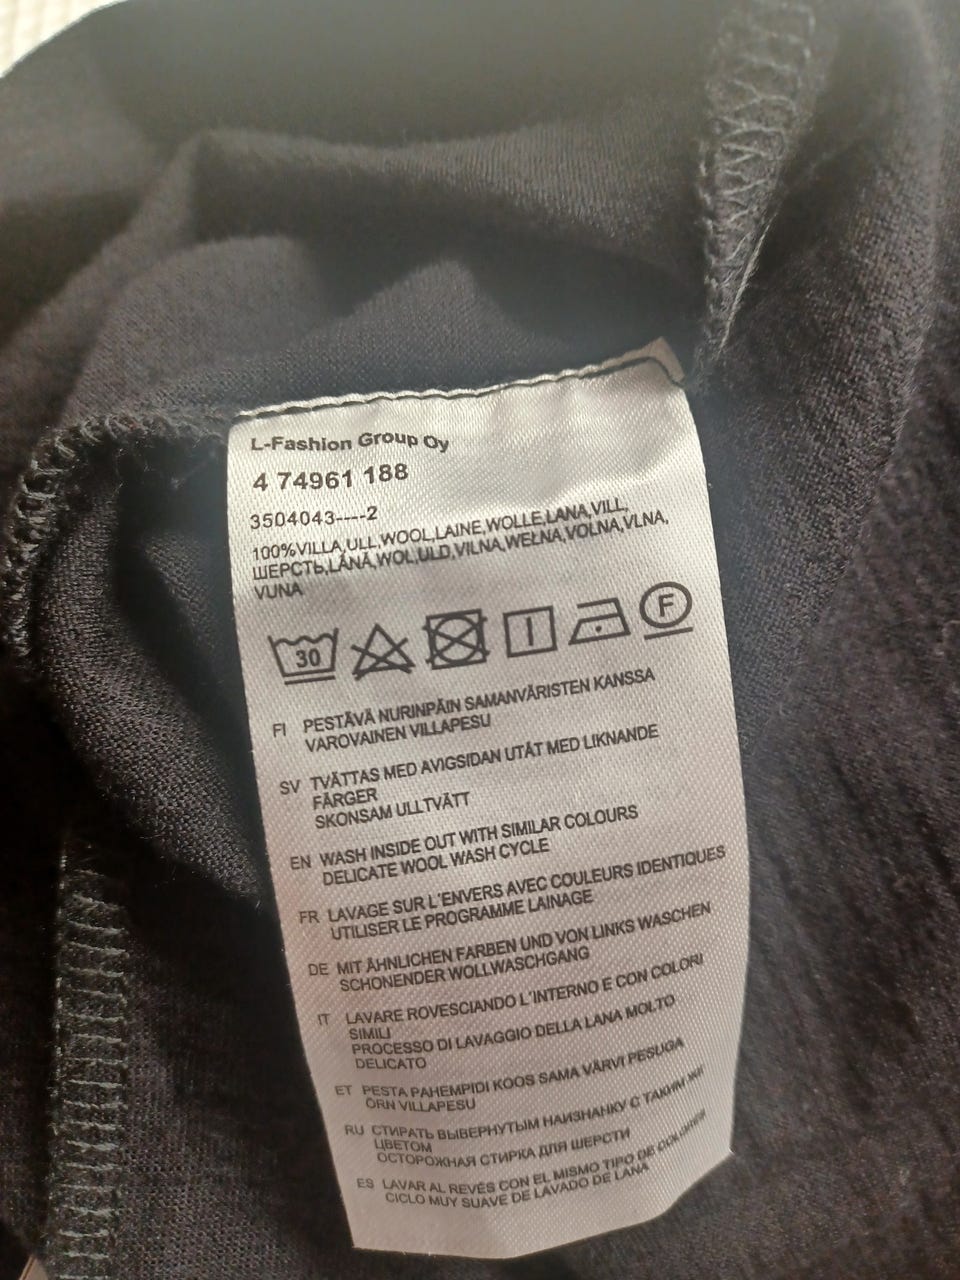 L-Fashion Group Oy
4 74961 188
3504043----2
100%VILLA,ULL,WOOL,LAINE,WOLLE,LANA,VILL,
ШЕРСТЬ,LÂNĂ,WOL,ULD,VILNA,WEŁNA,VOLNA,VLNA,
VUNA
30 F
FI PESTÄVÄ NURINPÄIN SAMANVÄRISTEN KANSSA
VAROVAINEN VILLAPESU
SV TVÄTTAS MED AVIGSIDAN UTÅT MED LIKNANDE
FÄRGER
SKONSAM ULLTVÄTT
EN WASH INSIDE OUT WITH SIMILAR COLOURS
DELICATE WOOL WASH CYCLE
FR LAVAGE SUR L'ENVERS AVEC COULEURS IDENTIQUES
UTILISER LE PROGRAMME LAINAGE
DE MIT ÄHNLICHEN FARBEN UND VON LINKS WASCHEN
SCHONENDER WOLLWASCHGANG
IT LAVARE ROVESCIANDO L'INTERNO E CON COLORI
SIMILI
PROCESSO DI LAVAGGIO DELLA LANA MOLTO
DELICATO
ET PESTA PAHEMPIDI KOOS SAMA VÄRVI PESUGA
ÕRN VILLAPESU
RU СТИРАТЬ ВЫВЕРНУТЫМ НАИЗНАНКУ С ТАКИМ
ЦВЕТОМ
ОСТОРОЖНАЯ СТИРКА ДЛЯ ШЕРСТИ
ES LAVAR AL REVÉS CON EL MISMO TIPO DE
CICLO MUY SUAVE DE LAVADO DE LANA